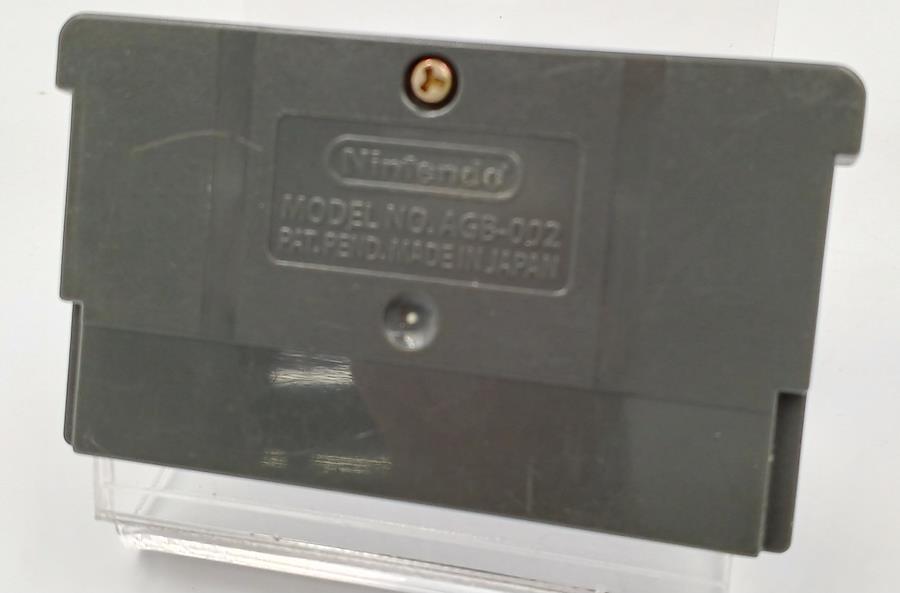 Nintendo
MODEL NO. AGB-002
PAT. PEND. MADE IN JAPAN